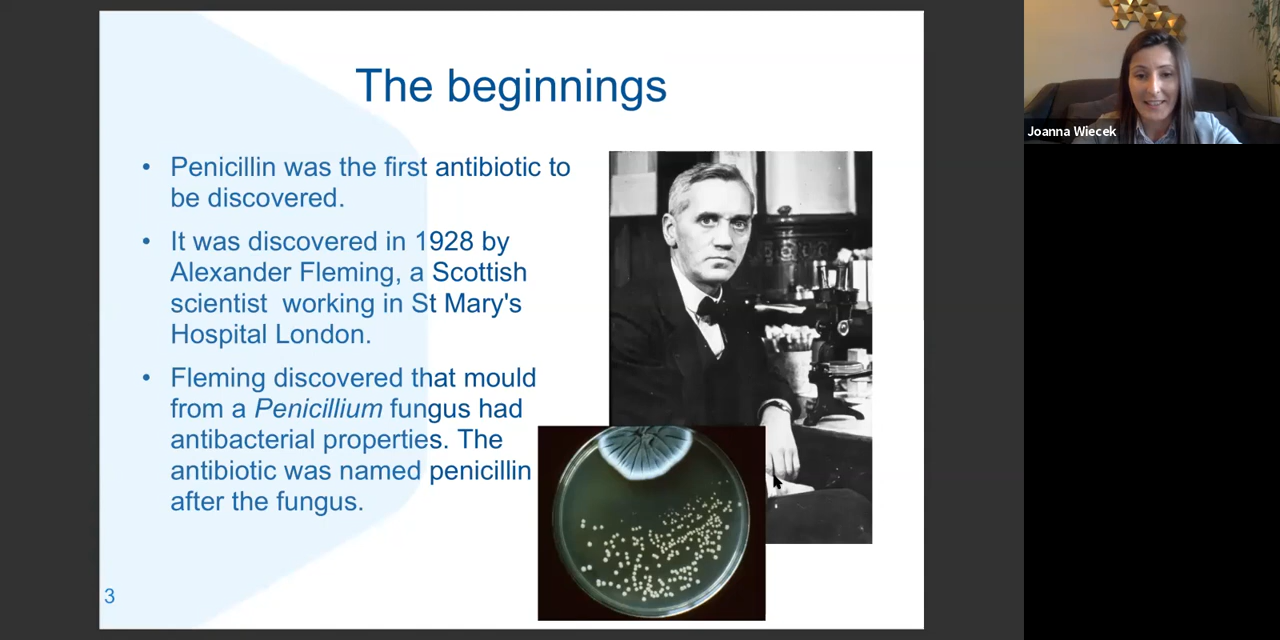 The beginnings
• Penicillin was the first antibiotic to
be discovered.
• It was discovered in 1928 by
Alexander Fleming, a Scottish
scientist  working in St Mary's
Hospital London.
• Fleming discovered that mould
from a Penicillium fungus had
antibacterial properties. The
antibiotic was named penicillin
after the fungus.
3
Joanna Wiecek